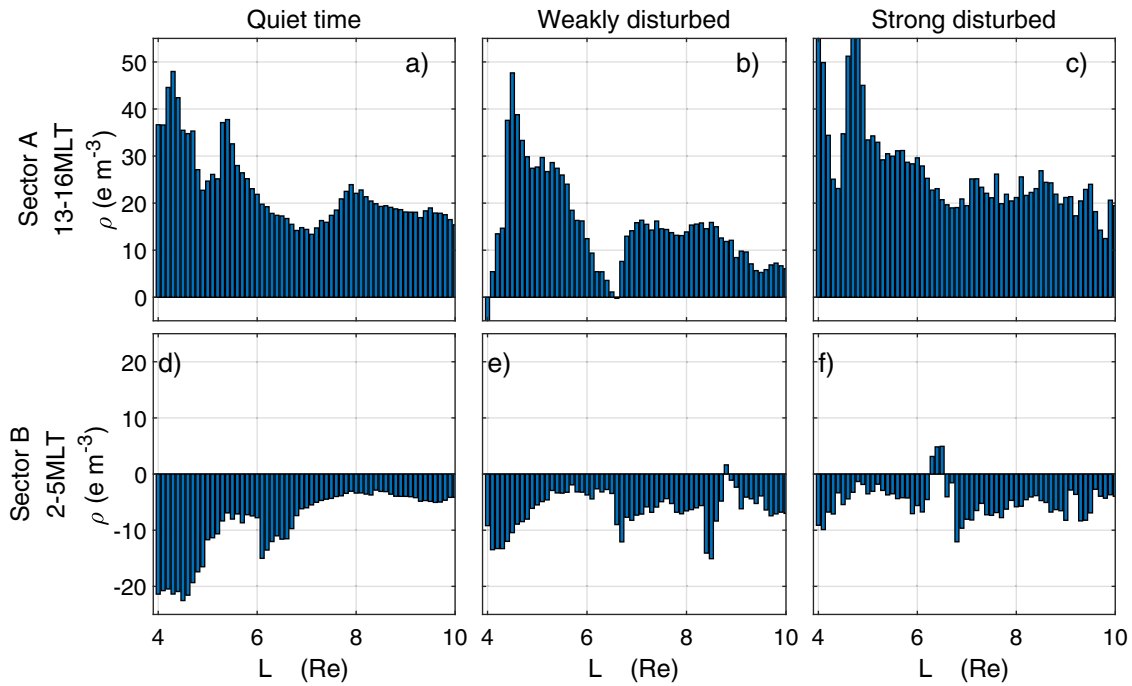 Quiet time
Weakly disturbed
Strong disturbed
Sector A
13-16MLT
ρ (e m⁻³)
50
40
30
20
10
0
a)
b)
c)
Sector B
2-5MLT
ρ (e m⁻³)
20
10
0
-10
-20
d)
e)
f)
4 6 8 10
4 6 8 10
4 6 8 10
L (Re)
L (Re)
L (Re)